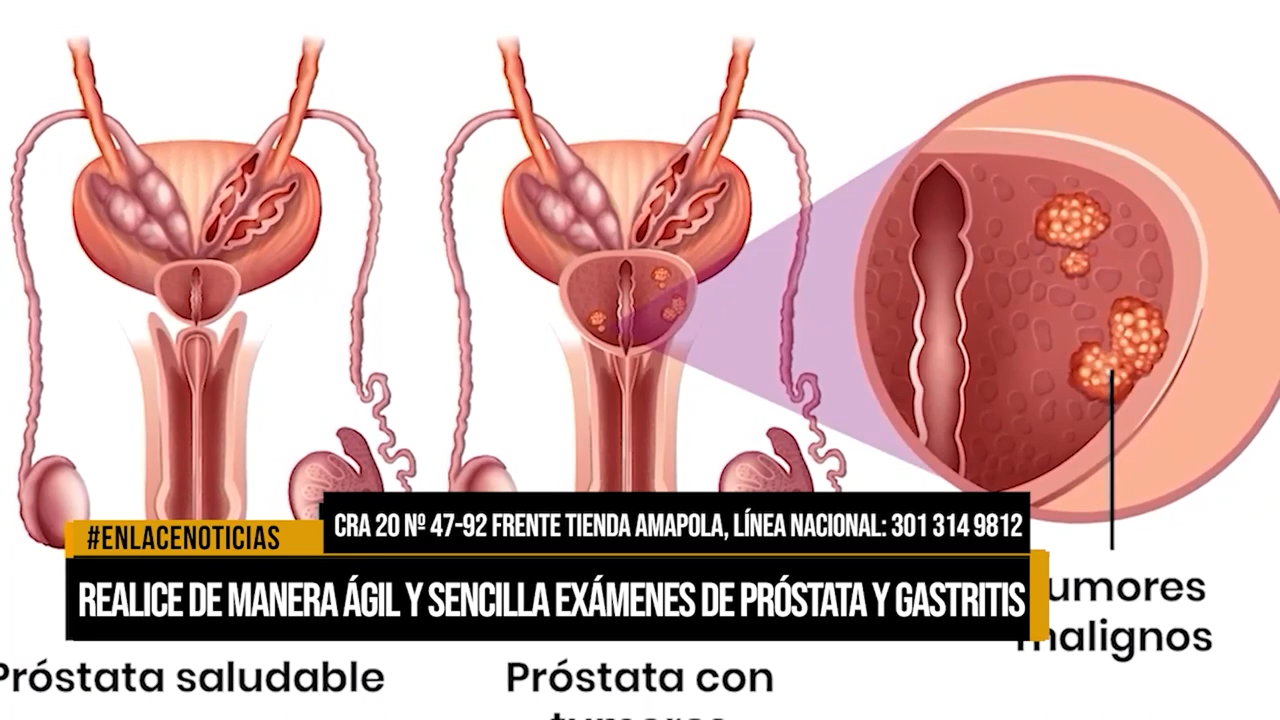 #ENLACENOTICIAS
CRA 20 Nº 47-92 FRENTE TIENDA AMAPOLA, LÍNEA NACIONAL: 301 314 9812
REALICE DE MANERA ÁGIL Y SENCILLA EXÁMENES DE PRÓSTATA Y GASTRITIS
umores
malignos
Próstata saludable
Próstata con
tumores